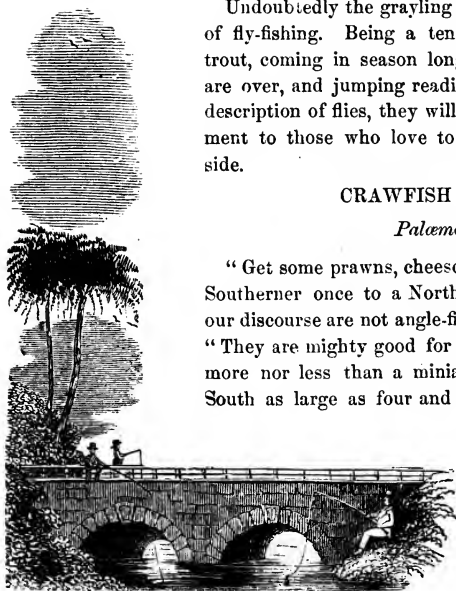 Undoubtedly the grayling
of fly-fishing. Being a ten
trout, coming in season long
are over, and jumping readi
description of flies, they will
ment to those who love to
side.
CRAWFISH
Palæmo
“ Get some prawns, cheese
Southerner once to a North
our discourse are not angle-fi
“ They are mighty good for
more nor less than a minia
South as large as four and